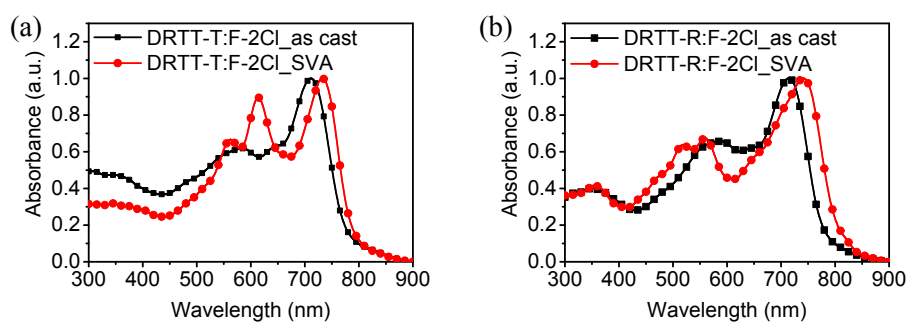 (a)
DRTT-T:F-2Cl_as cast
DRTT-T:F-2Cl_SVA
Absorbance (a.u.)
1.2
1.0
0.8
0.6
0.4
0.2
0.0
300 400 500 600 700 800 900
Wavelength (nm)
(b)
DRTT-R:F-2Cl_as cast
DRTT-R:F-2Cl_SVA
Absorbance (a.u.)
1.2
1.0
0.8
0.6
0.4
0.2
0.0
300 400 500 600 700 800 900
Wavelength (nm)